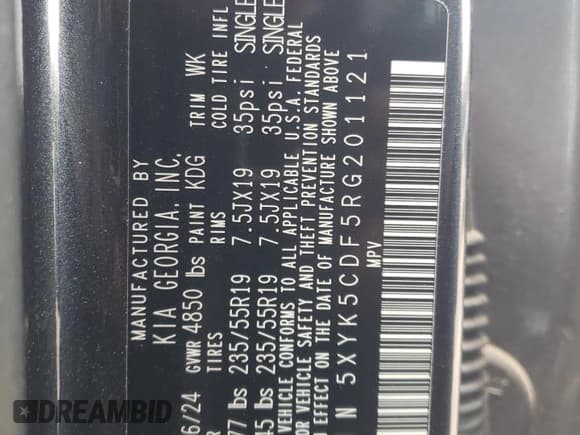 MANUFACTURED BY
KIA GEORGIA, INC.
6/24 GVWR 4850 lbs PAINT KDG TRIM WK
TIRES COLD TIRE INFL
77 lbs 235/55R19 7.5JX19 35psi SINGLE
45 lbs 235/55R19 7.5JX19 35psi SINGLE
VEHICLE CONFORMS TO ALL APPLICABLE U.S.A. FEDERAL
OR VEHICLE SAFETY AND THEFT PREVENTION STANDARDS
N EFFECT ON THE DATE OF MANUFACTURE SHOWN ABOVE
N 5XYK5CDF5RG201121
MPV
DREAMBID